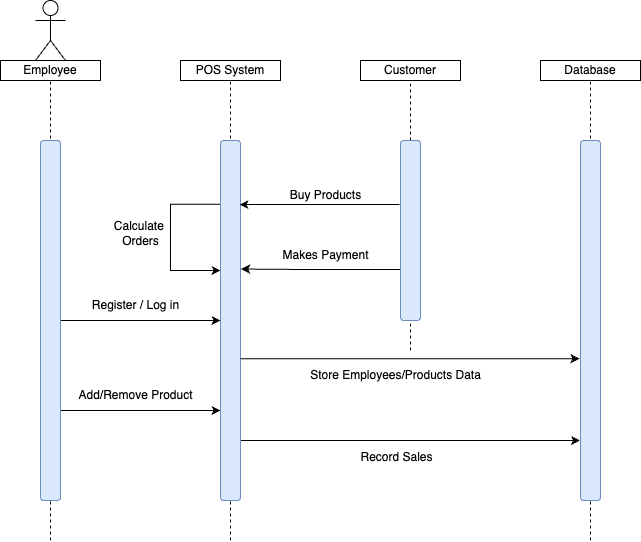 Employee
POS System
Customer
Database
Buy Products
Calculate
Orders
Makes Payment
Register / Log in
Store Employees/Products Data
Add/Remove Product
Record Sales